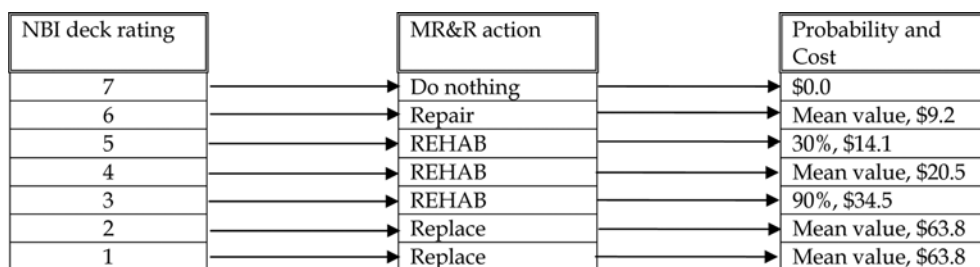 NBI deck rating MR&R action Probability and
Cost
7 Do nothing $0.0
6 Repair Mean value, $9.2
5 REHAB 30%, $14.1
4 REHAB Mean value, $20.5
3 REHAB 90%, $34.5
2 Replace Mean value, $63.8
1 Replace Mean value, $63.8